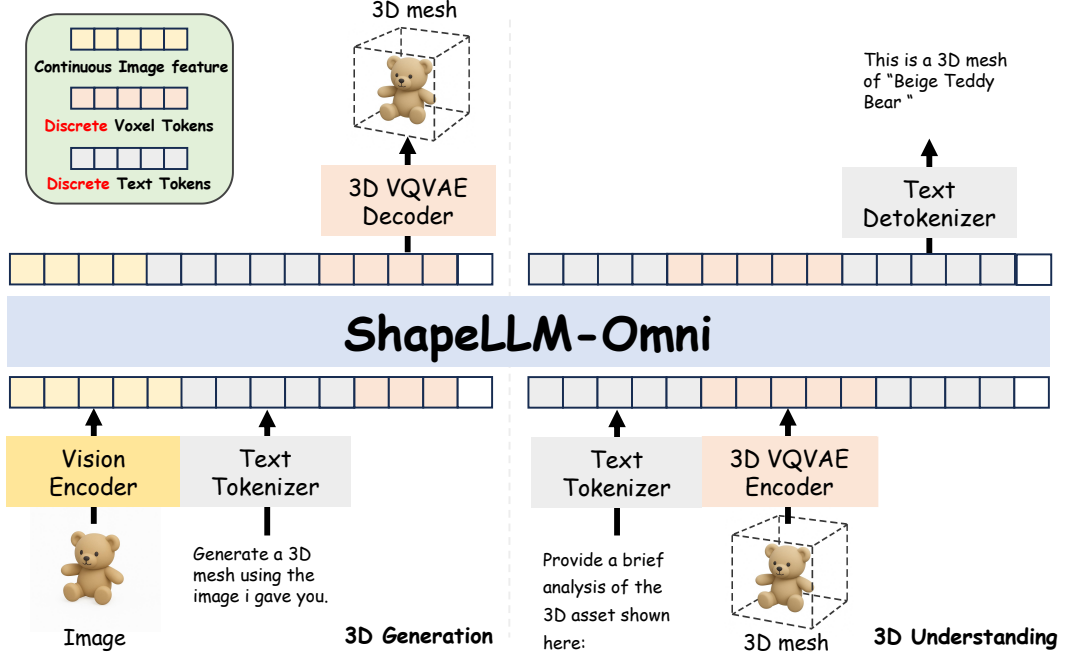 Continuous Image feature
Discrete Voxel Tokens
Discrete Text Tokens
3D mesh
3D VQVAE
Decoder
This is a 3D mesh
of “Beige Teddy
Bear “
Text
Detokenizer
ShapeLLM-Omni
Vision
Encoder
Text
Tokenizer
Image
Generate a 3D
mesh using the
image i gave you.
3D Generation
Text
Tokenizer
3D VQVAE
Encoder
Provide a brief
analysis of the
3D asset shown
here:
3D mesh
3D Understanding